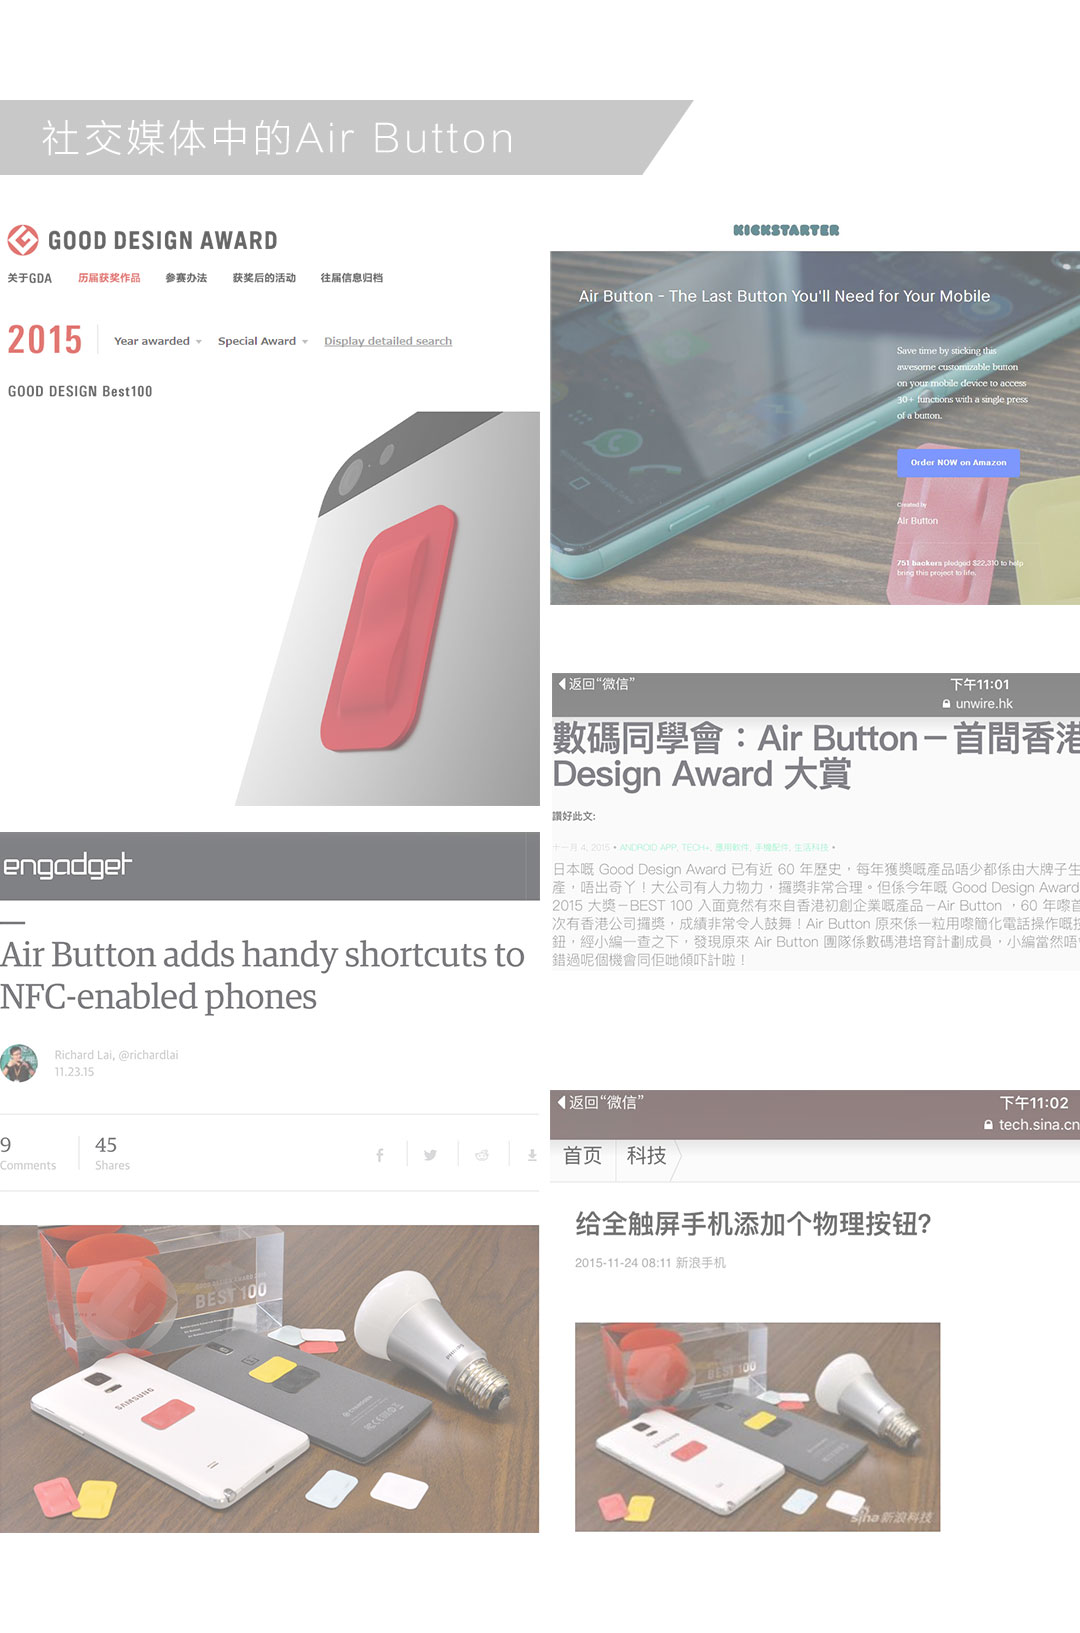 社交媒体中的Air Button
GOOD DESIGN AWARD
关于GDA 历届获奖作品 参赛办法 获奖后的活动 往届信息归档
2015 Year awarded Special Award Display detailed search
GOOD DESIGN Best100
KICKSTARTER
Air Button - The Last Button You'll Need for Your Mobile
Save time by sticking this
awesome customizable button
on your mobile device to access
30+ functions with a single press
of a button.
Order NOW on Amazon
Created by
Air Button
751 backers pledged $22,310 to help
bring this project to life.
返回“微信” 下午11:01
unwire.hk
數碼同學會：Air Button－首間香港
Design Award 大賞
讚好此文:
十一月 4, 2015 • ANDROID APP, TECH+, 應用軟件, 手機配件, 生活科技 •
日本嘅 Good Design Award 已有近 60 年歷史，每年獲獎嘅產品唔少都係由大牌子生
產，唔出奇丫！大公司有人力物力，攞獎非常合理。但係今年嘅 Good Design Award
2015 大獎－BEST 100 入面竟然有來自香港初創企業嘅產品－Air Button ，60 年嚟首
次有香港公司攞獎，成績非常令人鼓舞！Air Button 原來係一粒用嚟簡化電話操作嘅按
鈕，經小編一查之下，發現原來 Air Button 團隊係數碼港培育計劃成員，小編當然唔
錯過呢個機會同佢哋傾吓計啦！
engadget
Air Button adds handy shortcuts to
NFC-enabled phones
Richard Lai, @richardlai
11.23.15
9 45
Comments Shares
BEST 100
SAMSUNG
返回“微信” 下午11:02
tech.sina.cn
首页 科技
给全触屏手机添加个物理按钮?
2015-11-24 08:11 新浪手机
BEST 100
SAMSUNG
sina新浪科技